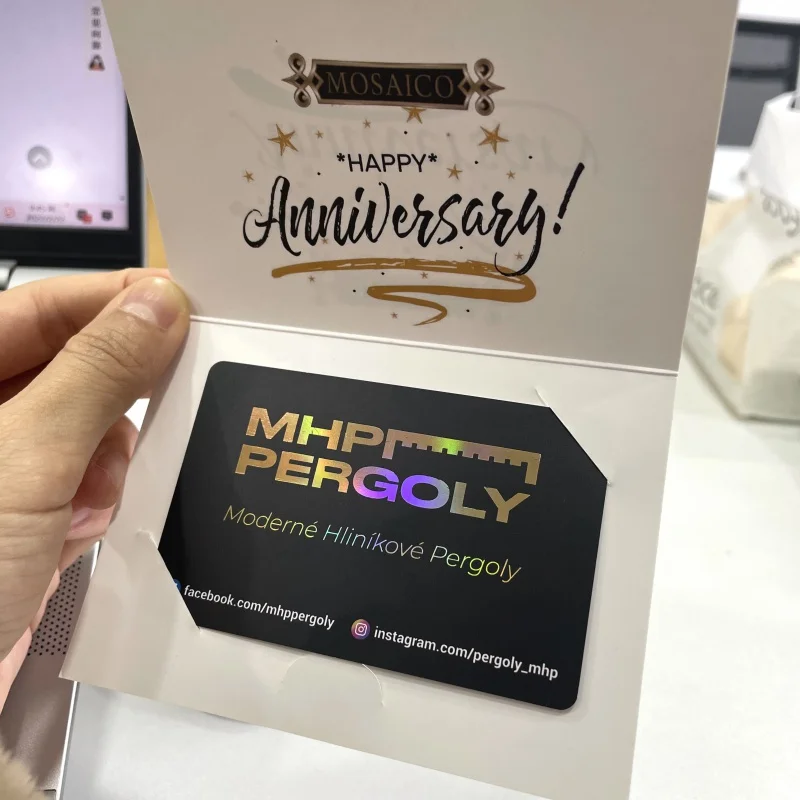 MOSAICO
*HAPPY*
Anniversary!
MHP
PERGOLY
Moderné Hliníkové Pergoly
facebook.com/mhppergoly
instagram.com/pergoly_mhp